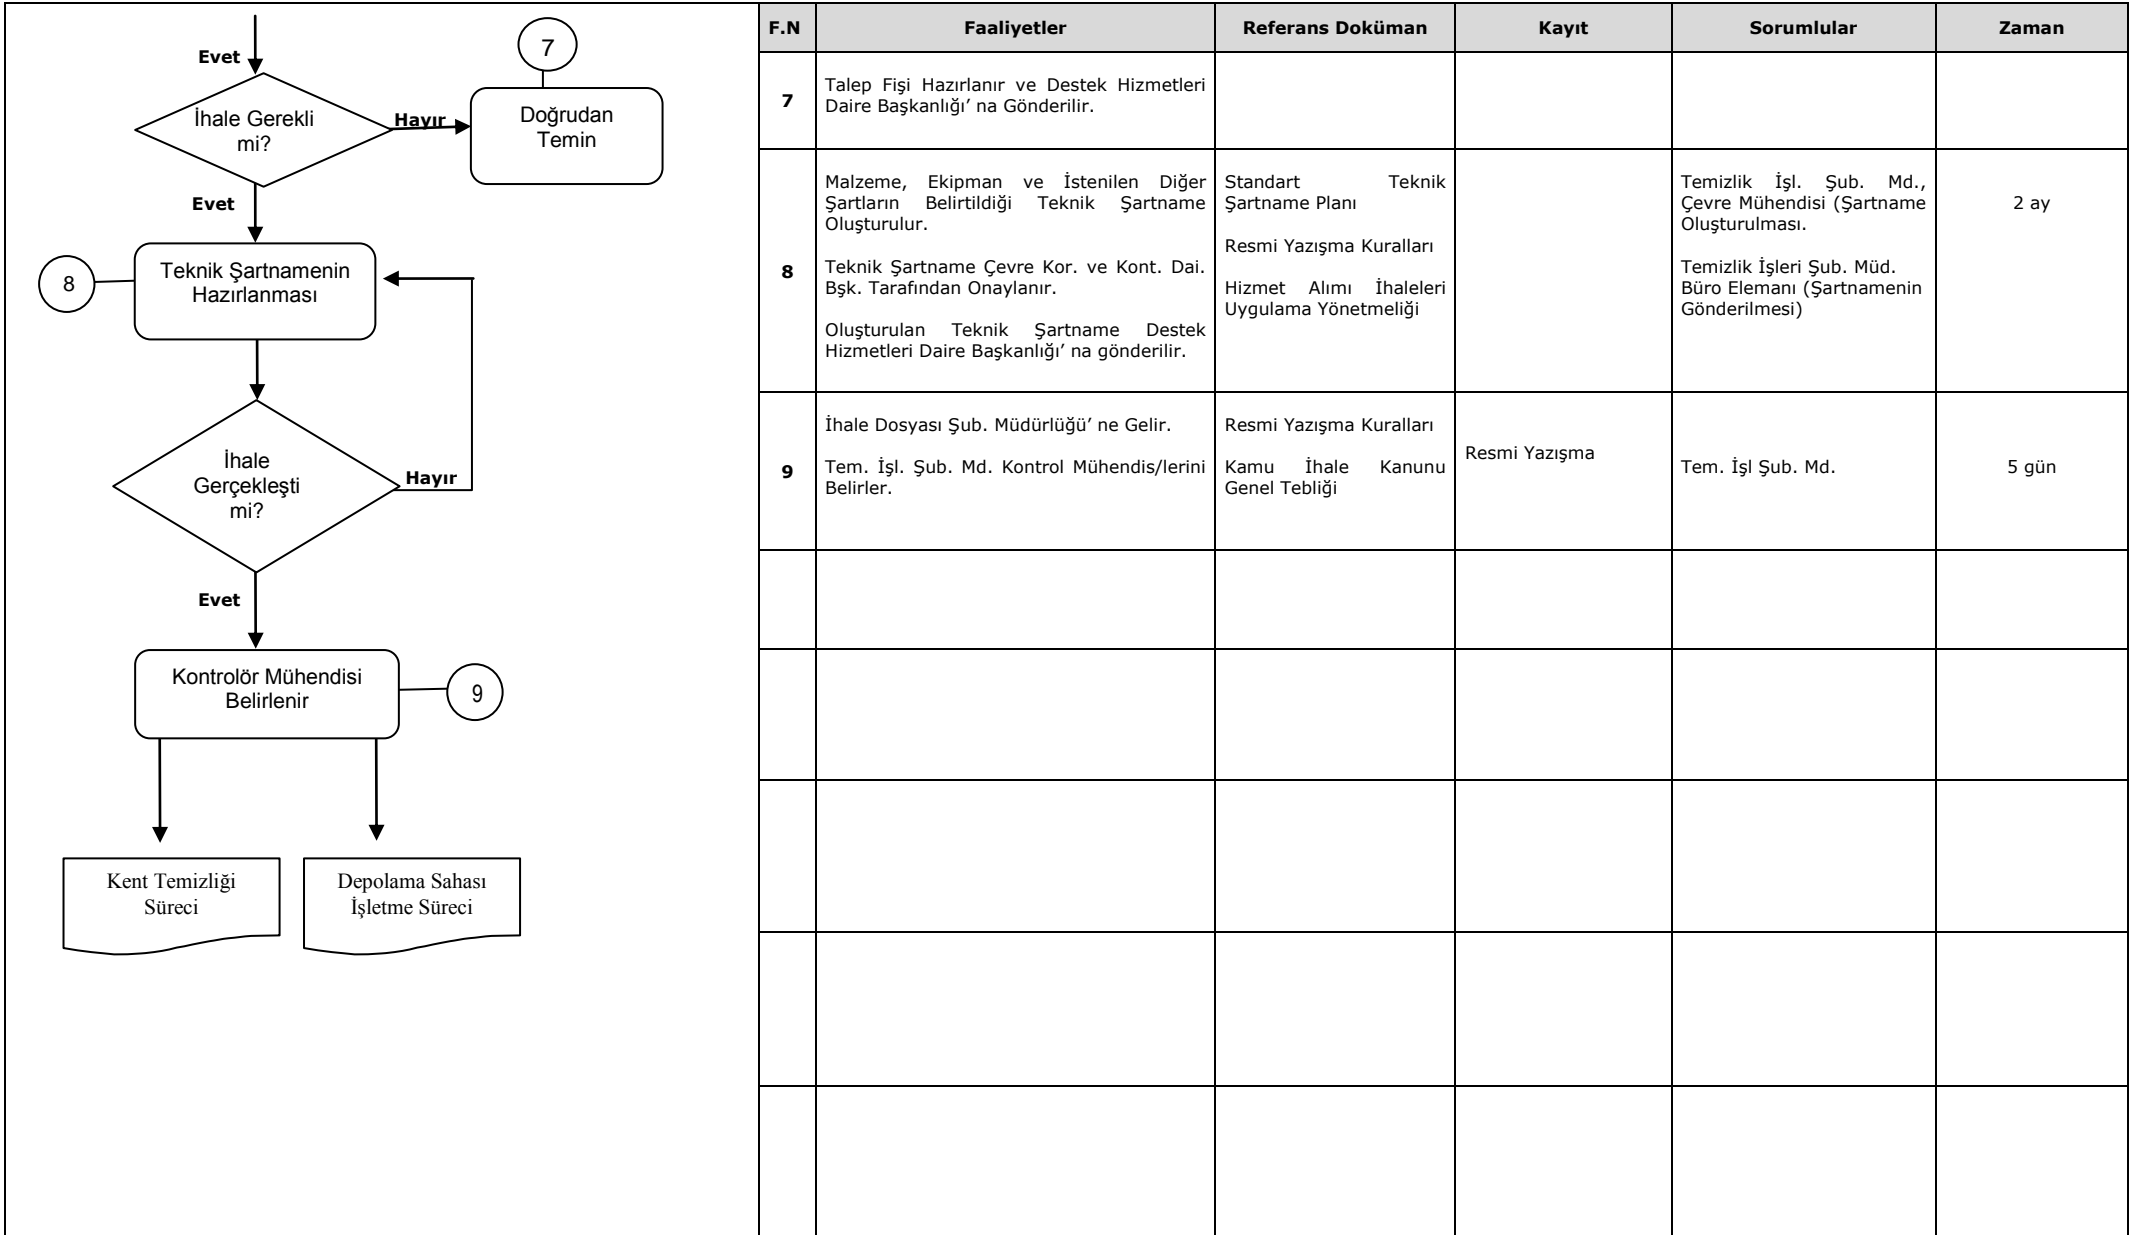 Evet
7
İhale Gerekli
mi?
Hayır
Doğrudan
Temin
Evet
8
Teknik Şartnamenin
Hazırlanması
İhale
Gerçekleşti
mi?
Hayır
Evet
Kontrolör Mühendisi
Belirlenir
9
Kent Temizliği
Süreci
Depolama Sahası
İşletme Süreci
F.N
Faaliyetler
Referans Doküman
Kayıt
Sorumlular
Zaman
7
Talep Fişi Hazırlanır ve Destek Hizmetleri
Daire Başkanlığı’ na Gönderilir.
8
Malzeme, Ekipman ve İstenilen Diğer
Şartların Belirtildiği Teknik Şartname
Oluşturulur.
Teknik Şartname Çevre Kor. ve Kont. Dai.
Bşk. Tarafından Onaylanır.
Oluşturulan Teknik Şartname Destek
Hizmetleri Daire Başkanlığı’ na gönderilir.
Standart Teknik
Şartname Planı
Resmi Yazışma Kuralları
Hizmet Alımı İhaleleri
Uygulama Yönetmeliği
Temizlik İşl. Şub. Md.,
Çevre Mühendisi (Şartname
Oluşturulması.
Temizlik İşleri Şub. Müd.
Büro Elemanı (Şartnamenin
Gönderilmesi)
2 ay
9
İhale Dosyası Şub. Müdürlüğü’ ne Gelir.
Tem. İşl. Şub. Md. Kontrol Mühendis/lerini
Belirler.
Resmi Yazışma Kuralları
Kamu İhale Kanunu
Genel Tebliği
Resmi Yazışma
Tem. İşl Şub. Md.
5 gün